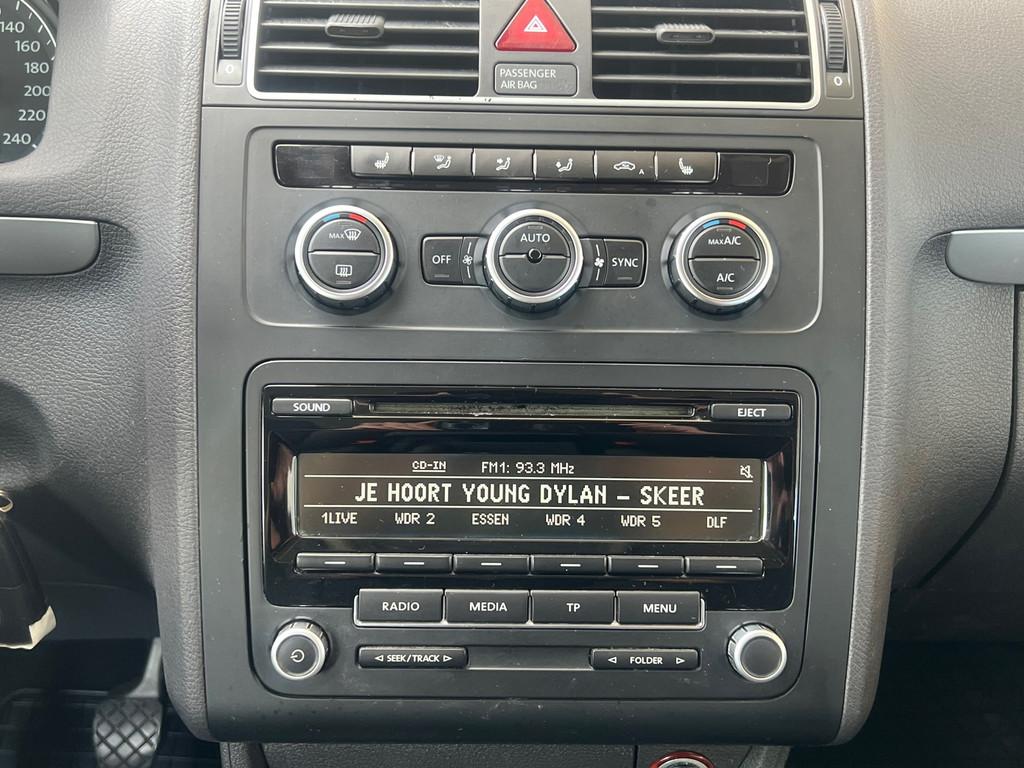 140
160
180
200
220
240
0
PASSENGER
AIR BAG
0
A
MAX
OFF
AUTO
SYNC
MAX A/C
A/C
SOUND
EJECT
CD-IN FM1: 93.3 MHz
JE HOORT YOUNG DYLAN - SKEER
1LIVE WDR 2 ESSEN WDR 4 WDR 5 DLF
RADIO MEDIA TP MENU
SEEK/TRACK
FOLDER